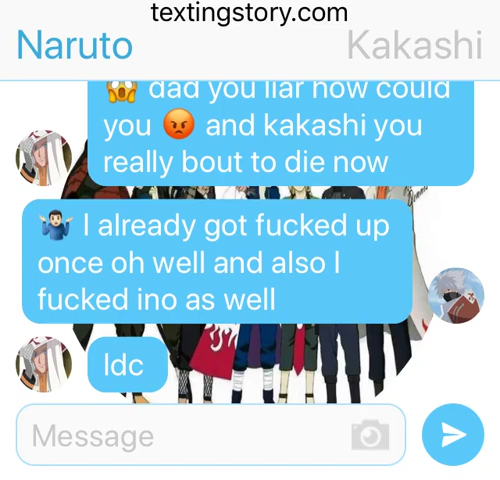 textingstory.com
Naruto
Kakashi
😱 dad you liar how could
you 😡 and kakashi you
really bout to die now
🤷🏻‍♂️ I already got fucked up
once oh well and also I
fucked ino as well
Idc
Message